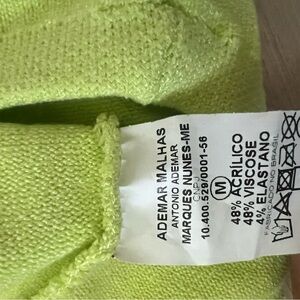 ADEMAR MALHAS
ANTONIO ADEMAR
MARQUES NUNES-ME
CNPJ
10.400.529/0001-56
M
48% ACRÍLICO
48% VISCOSE
4% ELASTANO
FABRICADO NO BRASIL